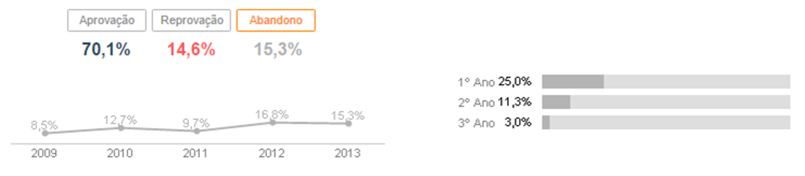 Aprovação Reprovação Abandono
70,1% 14,6% 15,3%
8,5% 12,7% 9,7% 16,8% 15,3%
2009 2010 2011 2012 2013
1º Ano 25,0%
2º Ano 11,3%
3º Ano 3,0%